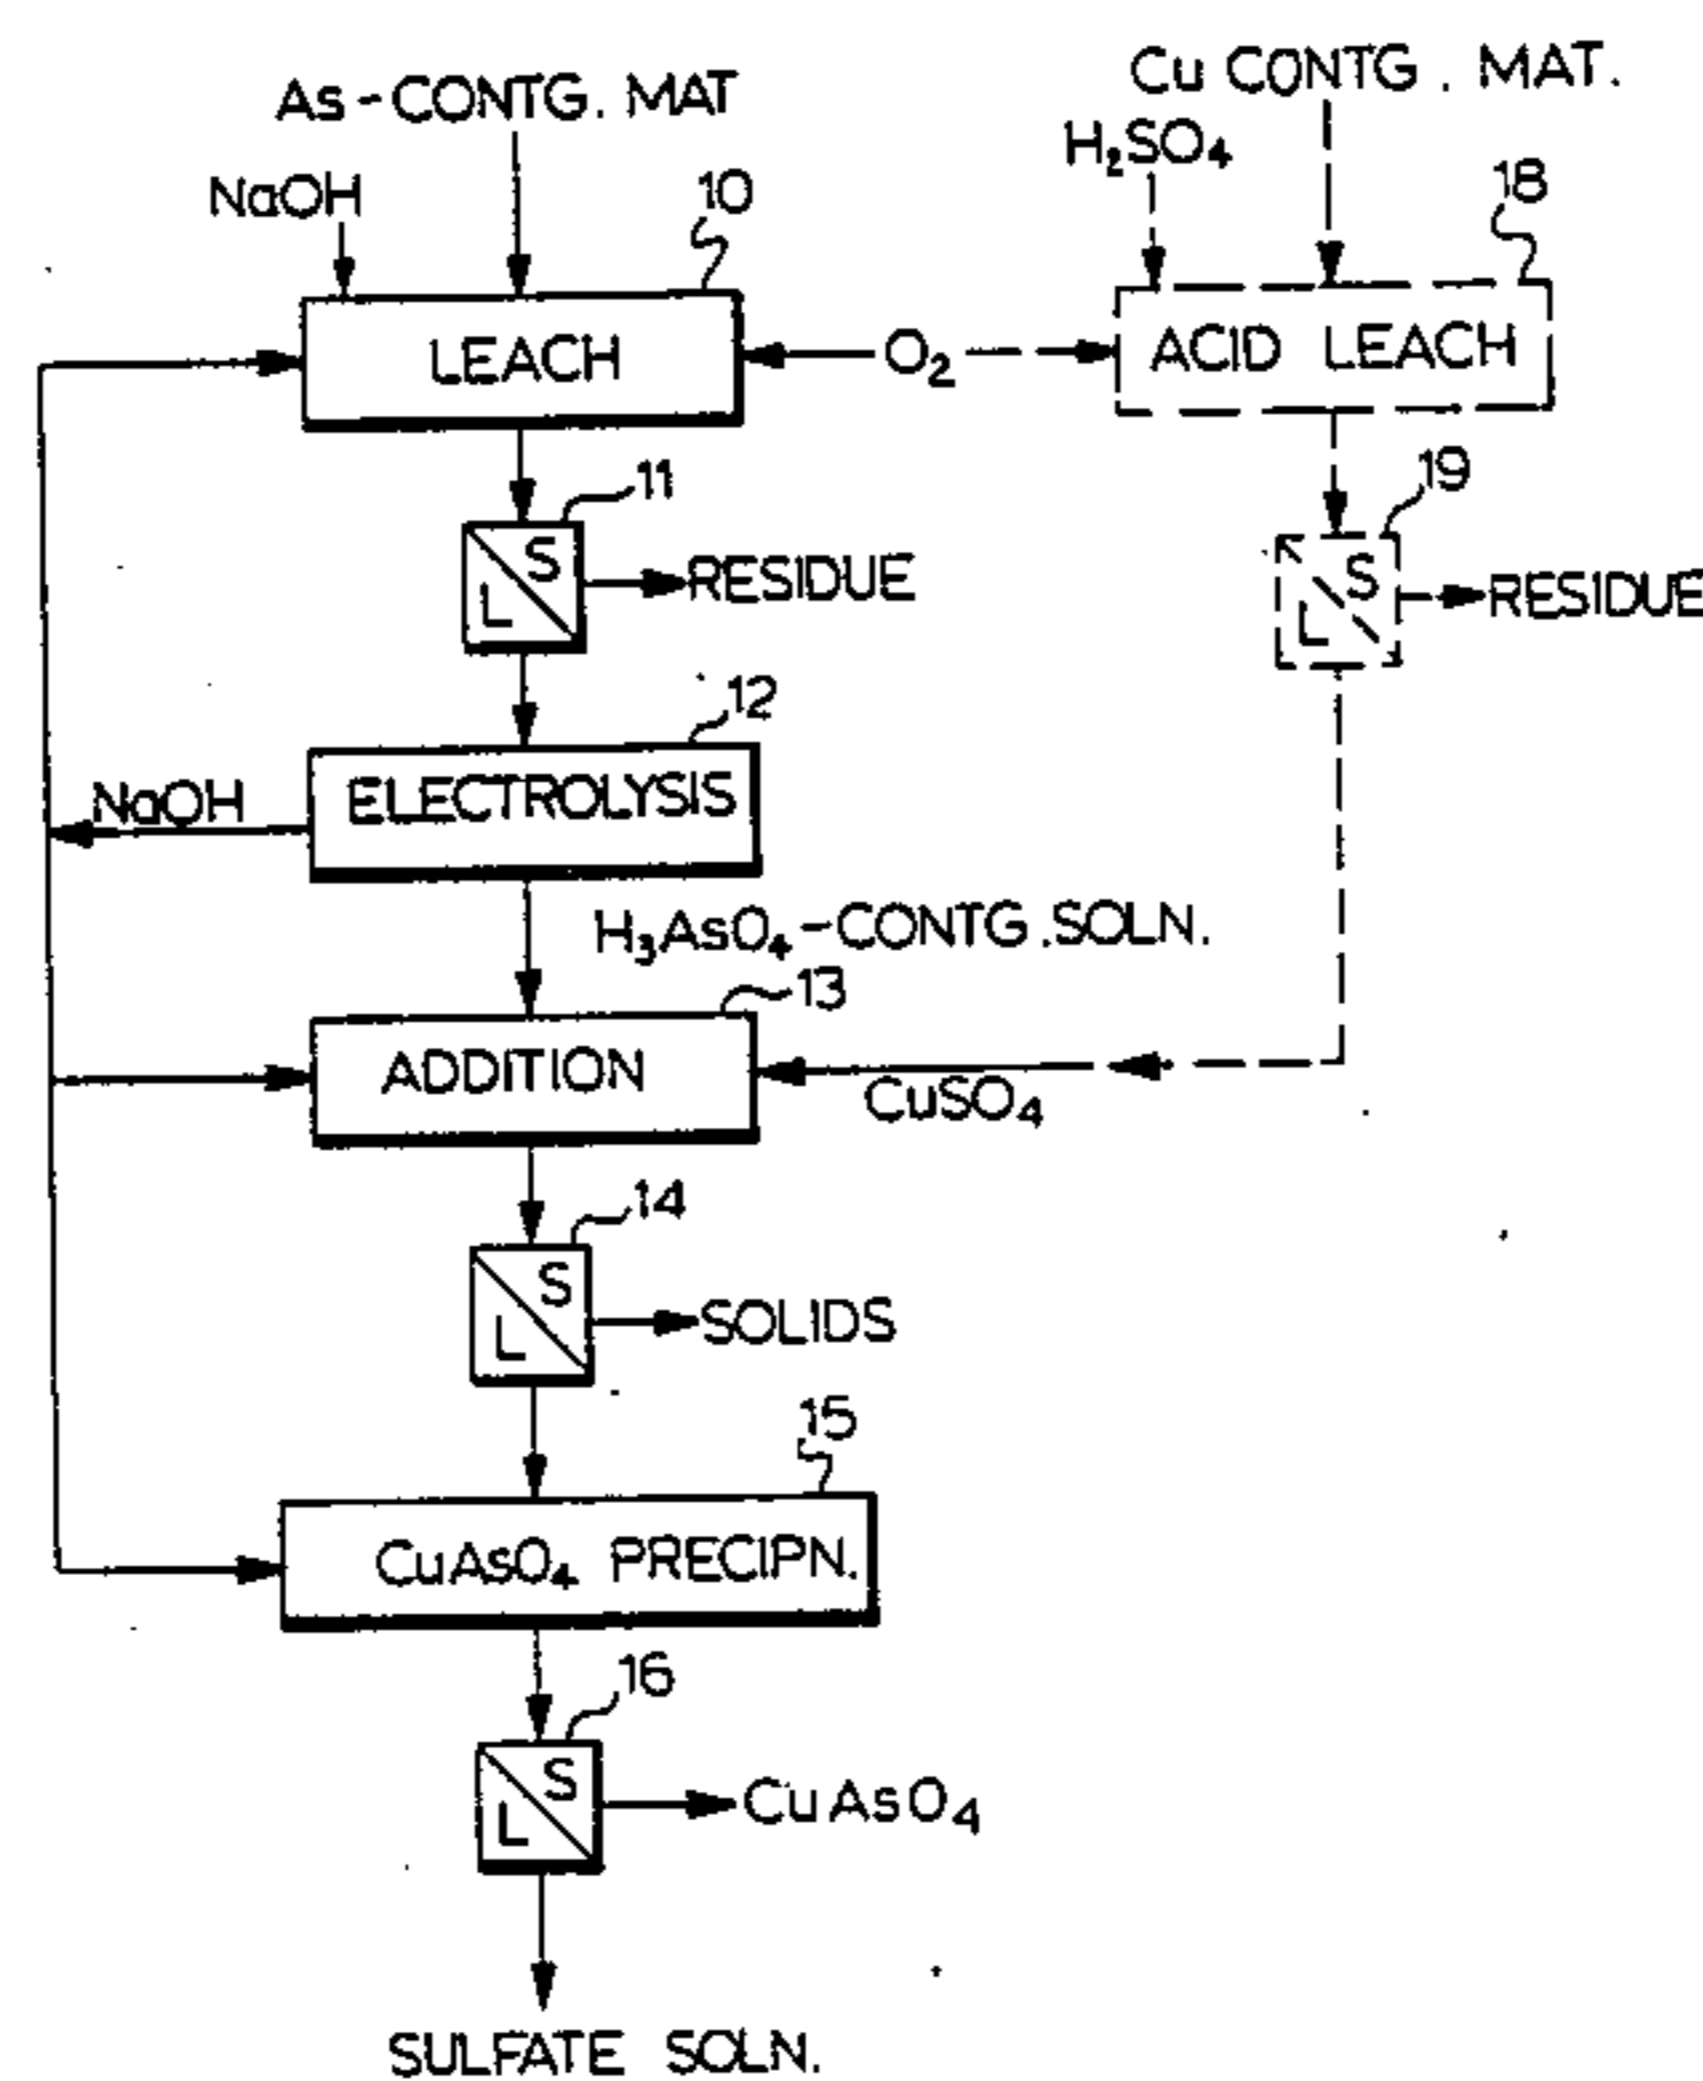 As-CONTG. MAT
Cu CONTG. MAT.
H₂SO₄
NaOH
10
18
LEACH
O₂
ACID LEACH
11
19
S
L
RESIDUE
S
L
RESIDUE
12
ELECTROLYSIS
NaOH
H₃AsO₄-CONTG.SOLN.
13
ADDITION
CuSO₄
14
S
L
SOLIDS
15
CuAsO₄ PRECIPN.
16
S
L
CuAsO₄
SULFATE SOLN.